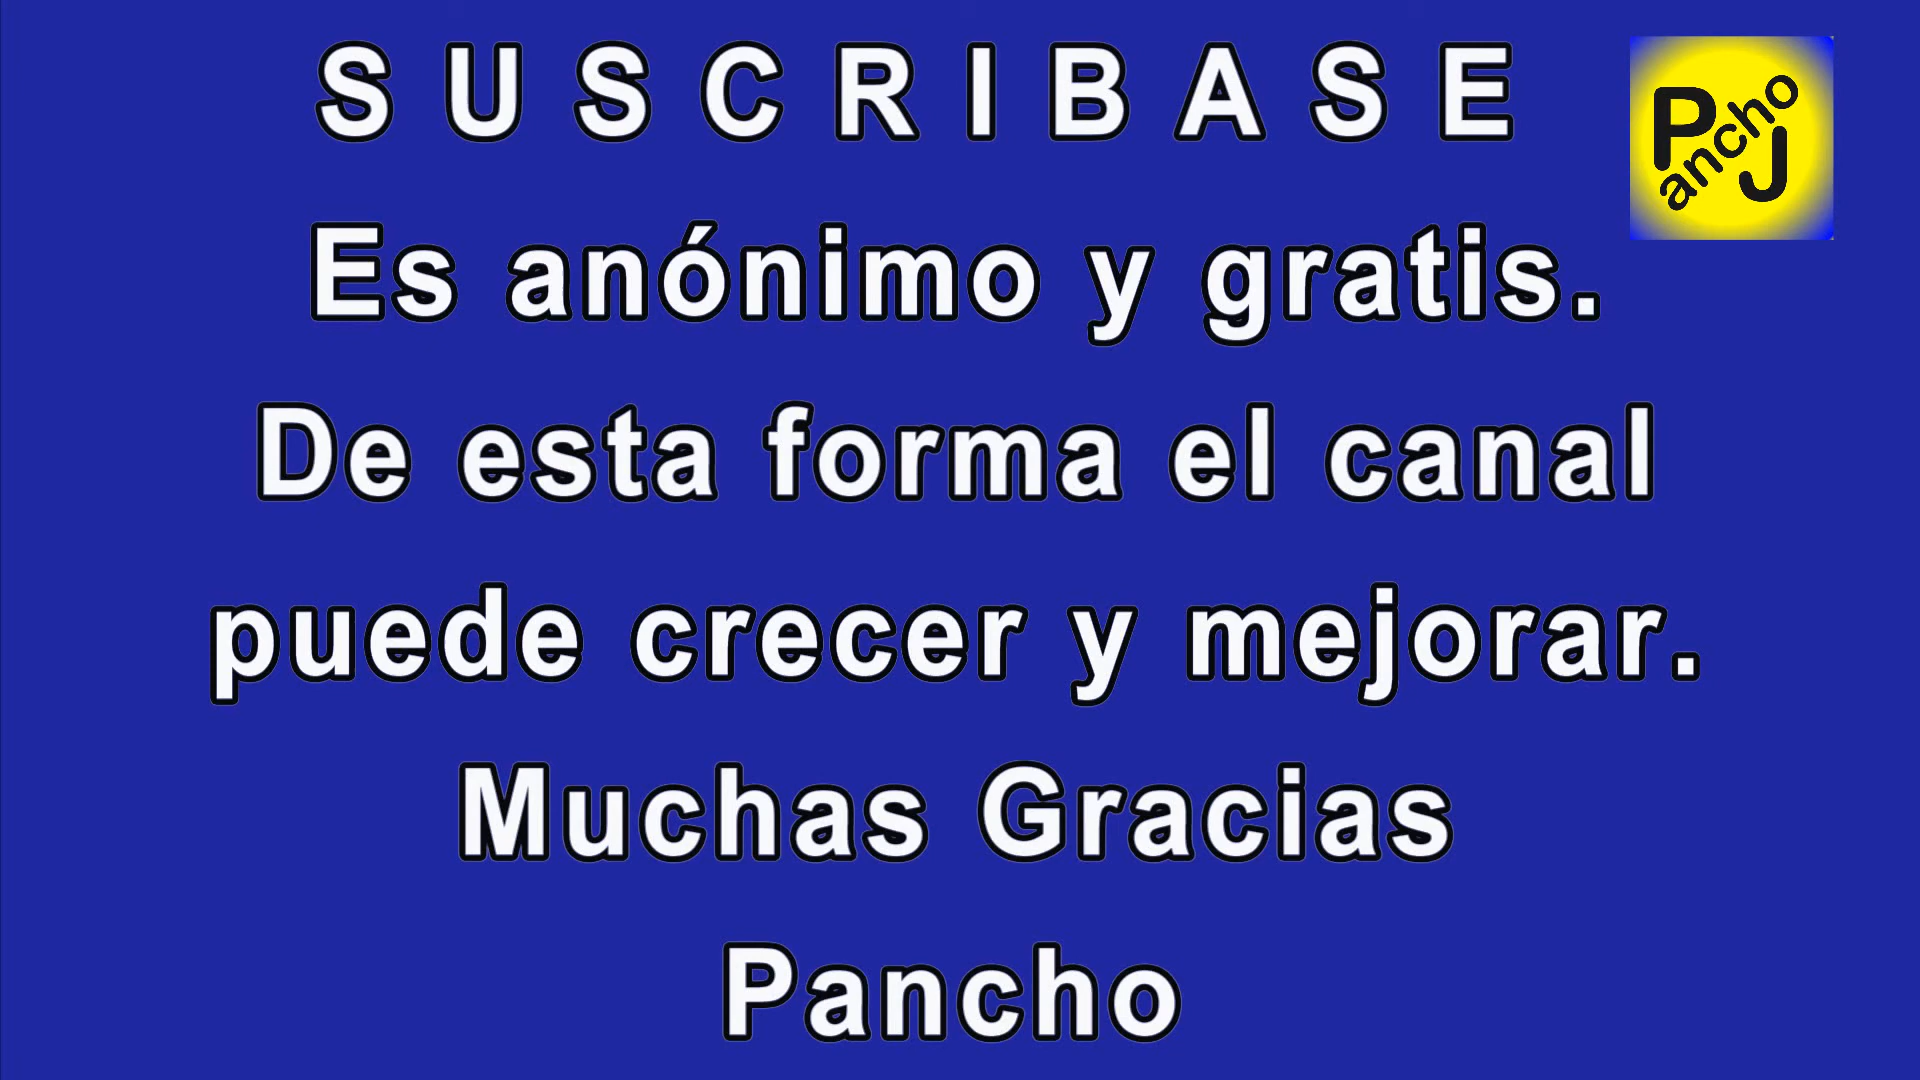 S U S C R I B A S E
Pancho J
Es anónimo y gratis.
De esta forma el canal
puede crecer y mejorar.
Muchas Gracias
Pancho